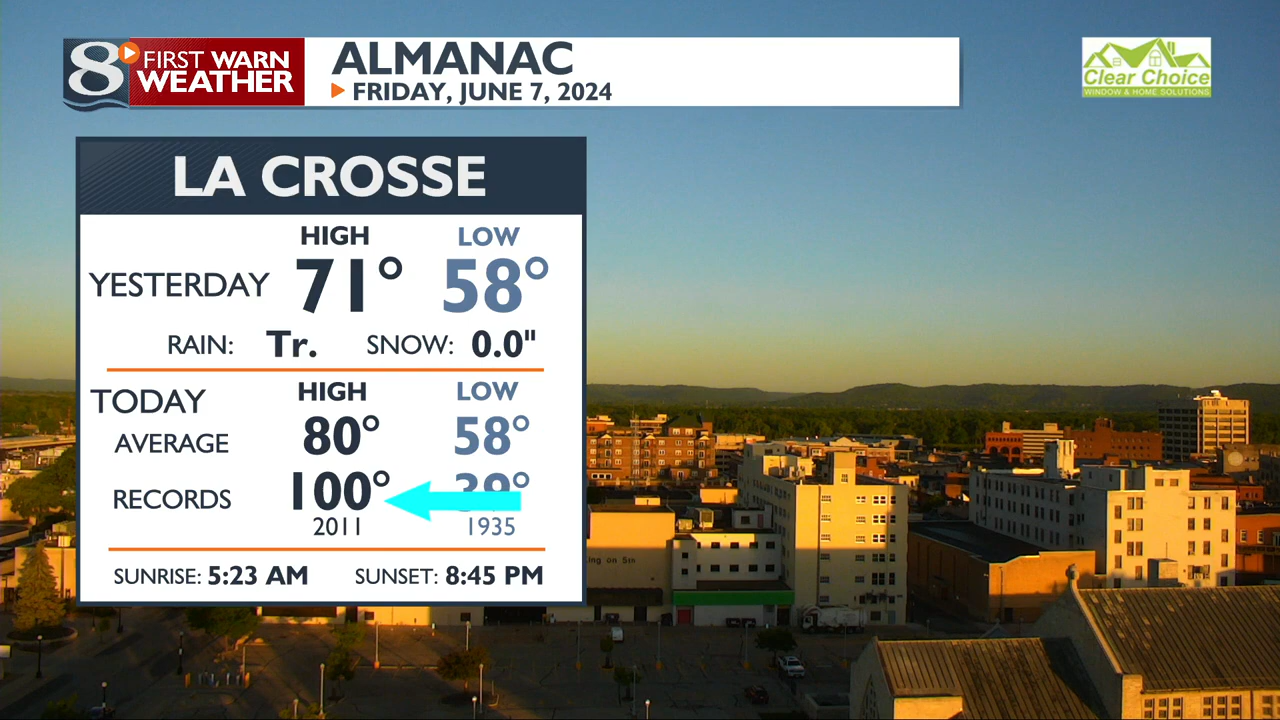 8 FIRST WARN WEATHER
ALMANAC
FRIDAY, JUNE 7, 2024
Clear Choice
WINDOW & HOME SOLUTIONS
LA CROSSE
HIGH LOW
YESTERDAY 71° 58°
RAIN: Tr. SNOW: 0.0"
TODAY HIGH LOW
AVERAGE 80° 58°
RECORDS 100°
2011 1935
SUNRISE: 5:23 AM SUNSET: 8:45 PM